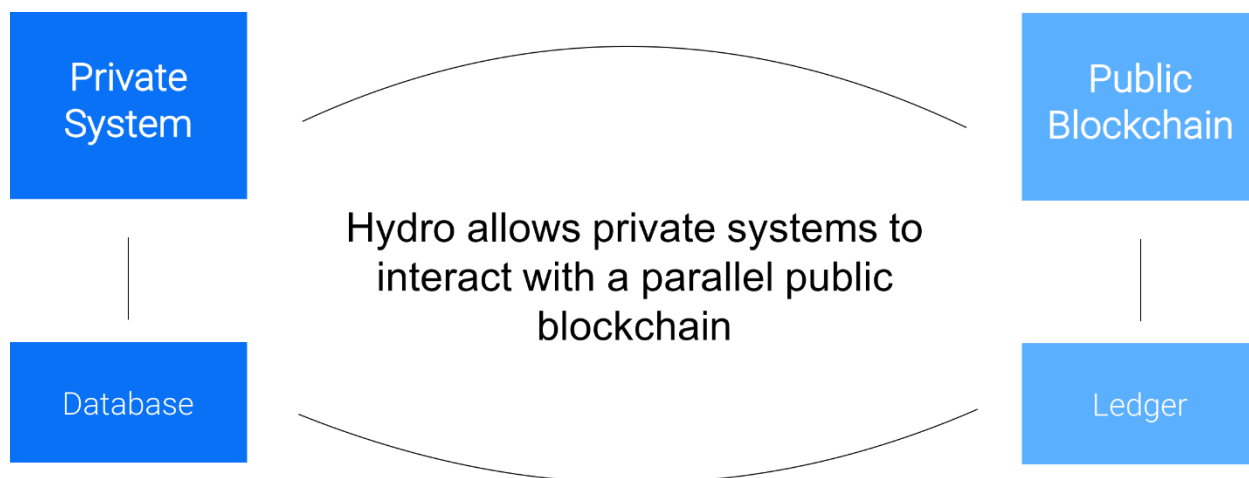 Private
System
Public
Blockchain
Hydro allows private systems to
interact with a parallel public
blockchain
Database
Ledger